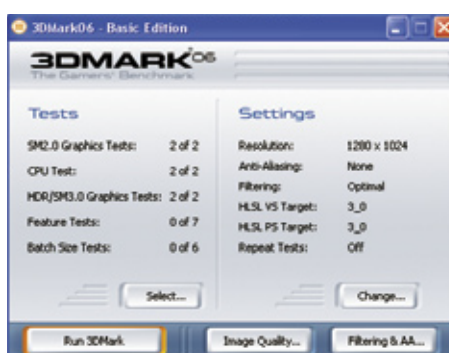 3DMark06 - Basic Edition
3DMARK06
The Gamers' Benchmark
Tests
SM2.0 Graphics Tests: 2 of 2
CPU Test: 2 of 2
HDR/SM3.0 Graphics Tests: 2 of 2
Feature Tests: 0 of 7
Batch Size Tests: 0 of 6
Select...
Settings
Resolution: 1280 x 1024
Anti-Aliasing: None
Filtering: Optimal
HLSL VS Target: 3_0
HLSL PS Target: 3_0
Repeat Tests: Off
Change...
Run 3DMark
Image Quality...
Filtering & AA...